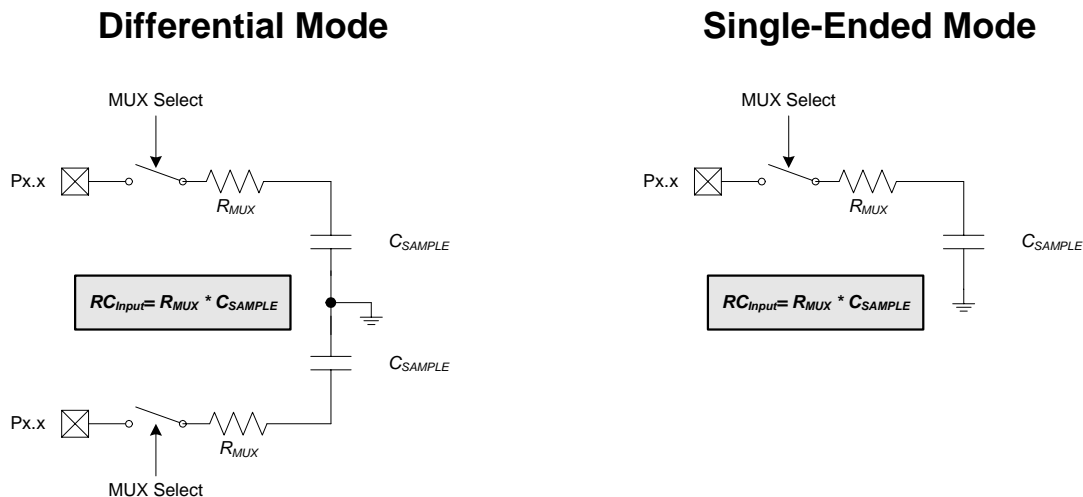 Differential Mode
MUX Select
Px.x
RMUX
CSAMPLE
RCInput= RMUX * CSAMPLE
CSAMPLE
Px.x
RMUX
MUX Select
Single-Ended Mode
MUX Select
Px.x
RMUX
CSAMPLE
RCInput= RMUX * CSAMPLE